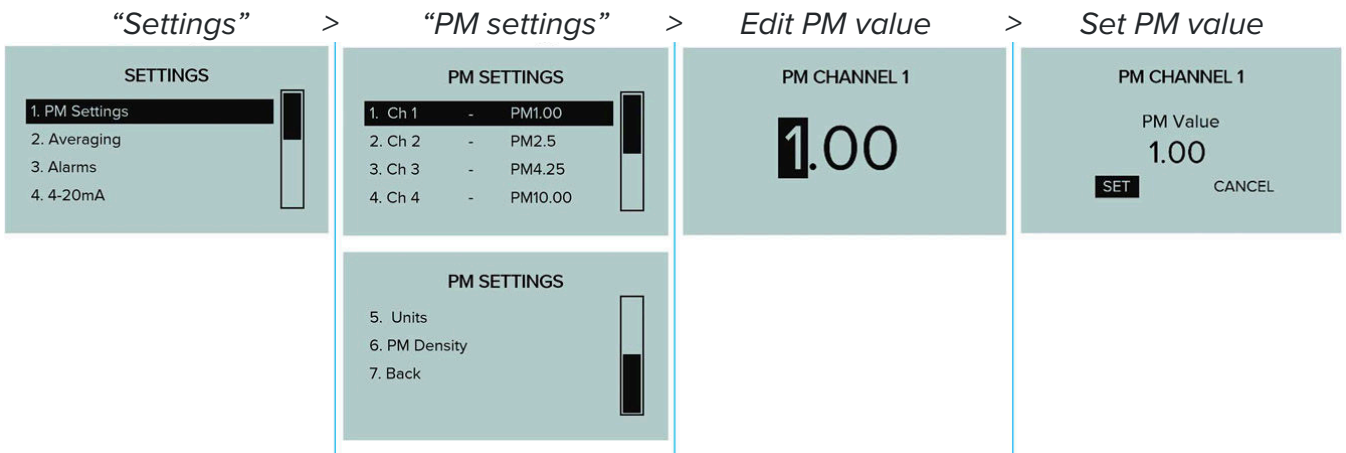 “Settings” > “PM settings” > Edit PM value > Set PM value
SETTINGS
1. PM Settings
2. Averaging
3. Alarms
4. 4-20mA
PM SETTINGS
1. Ch 1 - PM1.00
2. Ch 2 - PM2.5
3. Ch 3 - PM4.25
4. Ch 4 - PM10.00
PM SETTINGS
5. Units
6. PM Density
7. Back
PM CHANNEL 1
1.00
PM CHANNEL 1
PM Value
1.00
SET CANCEL